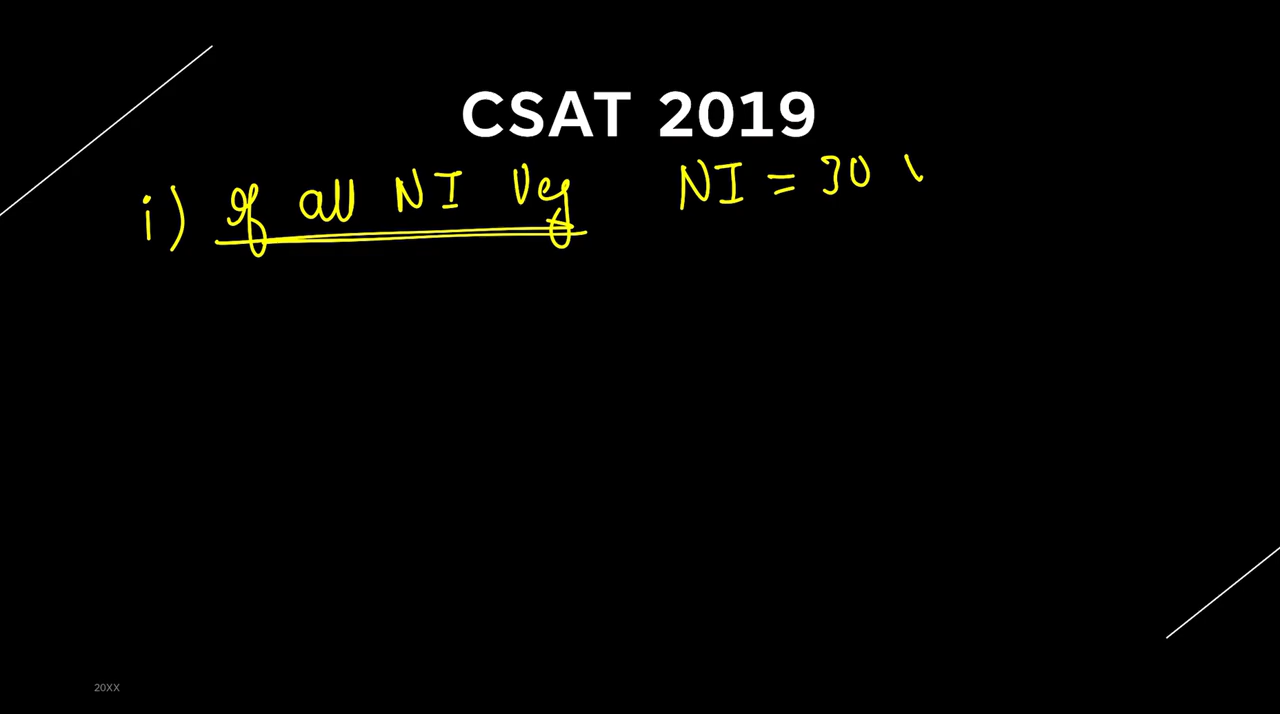 CSAT 2019
i) If all NI Veg NI = 30
20XX